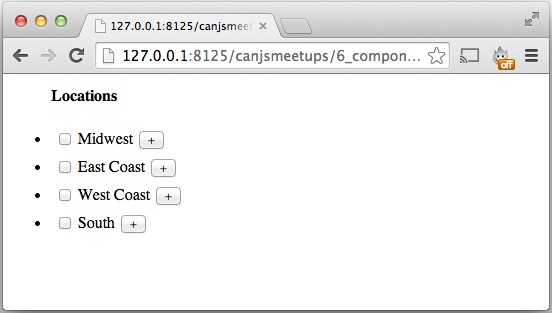 127.0.0.1:8125/canjsmeetu
127.0.0.1:8125/canjsmeetups/6_compon...
off
Locations
Midwest +
East Coast +
West Coast +
South +